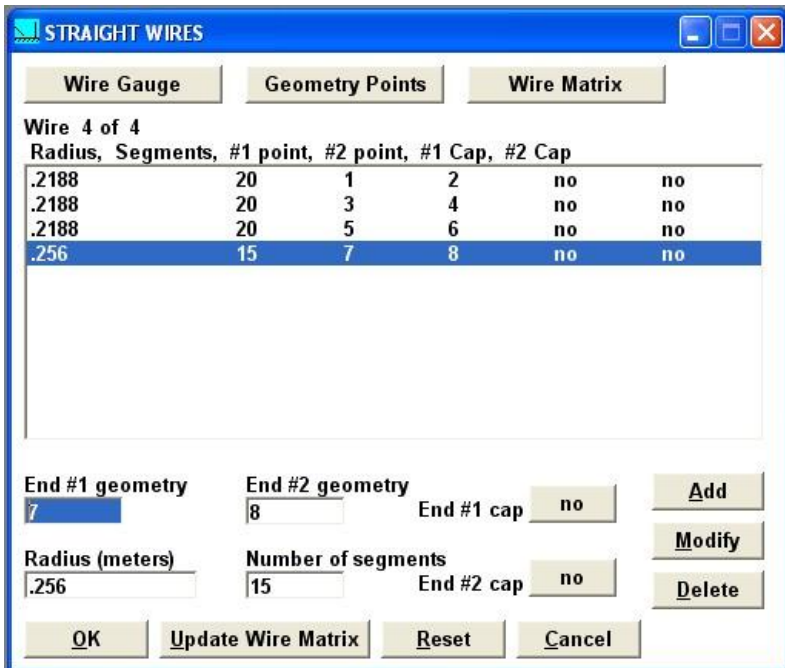 STRAIGHT WIRES
Wire Gauge Geometry Points Wire Matrix
Wire 4 of 4
Radius, Segments, #1 point, #2 point, #1 Cap, #2 Cap
.2188 20 1 2 no no
.2188 20 3 4 no no
.2188 20 5 6 no no
.256 15 7 8 no no
End #1 geometry End #2 geometry Add
7 8 End #1 cap no
Modify
Radius (meters) Number of segments
.256 15 End #2 cap no Delete
OK Update Wire Matrix Reset Cancel